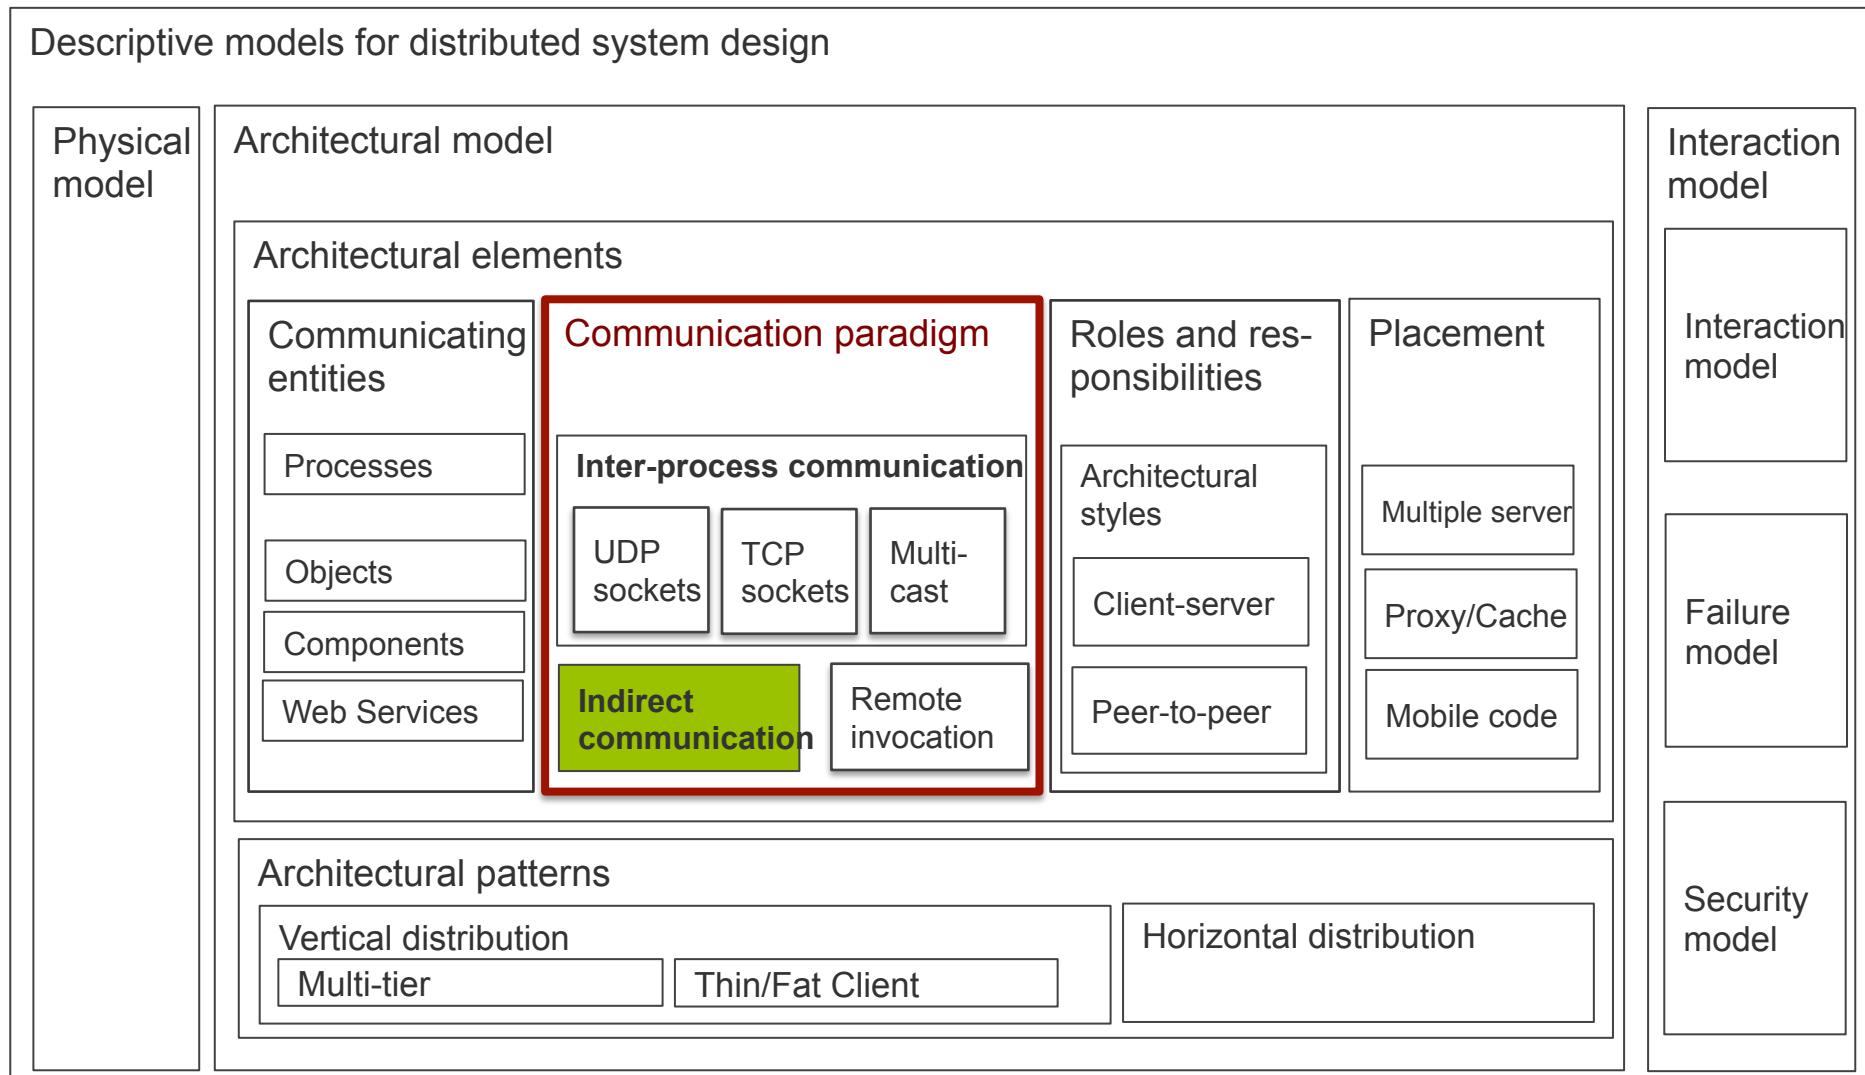 Descriptive models for distributed system design
Physical
model
Architectural model
Architectural elements
Communicating
entities
Processes
Objects
Components
Web Services
Communication paradigm
Inter-process communication
UDP
sockets
TCP
sockets
Multi-
cast
Indirect
communication
Remote
invocation
Roles and res-
ponsibilities
Architectural
styles
Client-server
Peer-to-peer
Placement
Multiple server
Proxy/Cache
Mobile code
Architectural patterns
Vertical distribution
Multi-tier
Thin/Fat Client
Horizontal distribution
Interaction
model
Interaction
model
Failure
model
Security
model